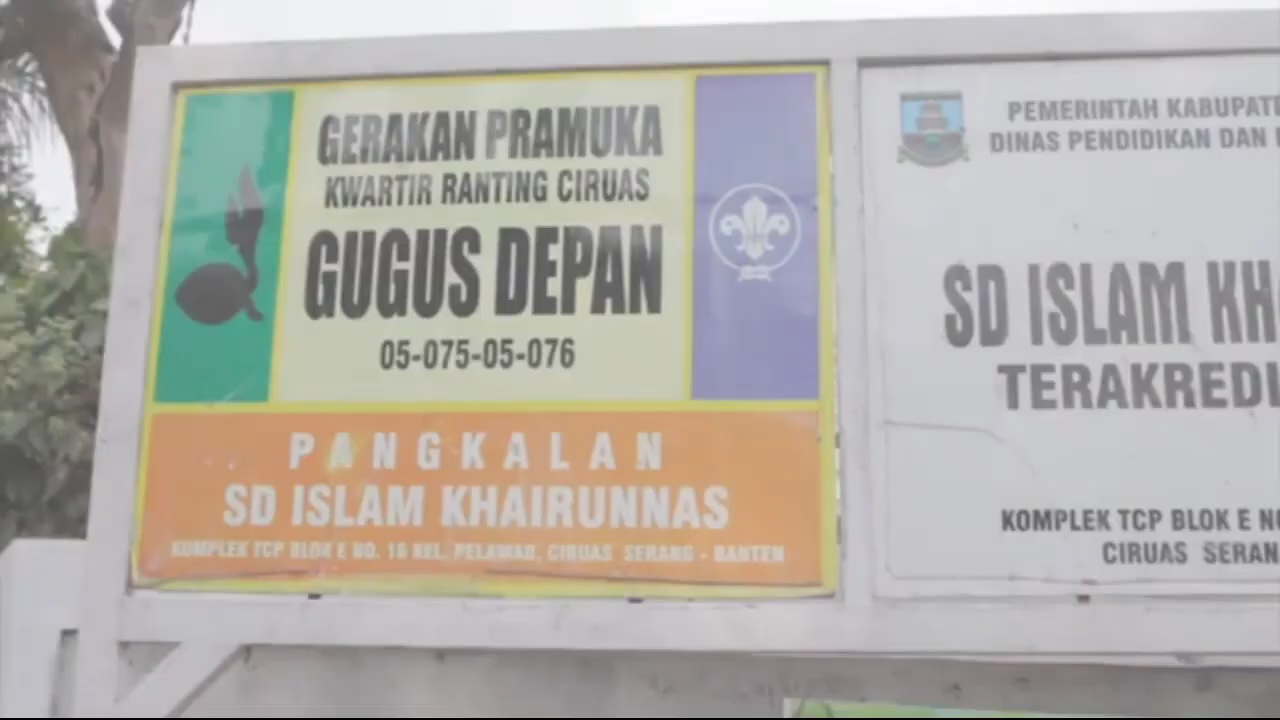 GERAKAN PRAMUKA
KWARTIR RANTING CIRUAS
GUGUS DEPAN
05-075-05-076
PANGKALAN
SD ISLAM KHAIRUNNAS
KOMPLEK TCP BLOK E NO. 16 KEL. PELAWAD, CIRUAS SERANG - BANTEN
PEMERINTAH KABUPATE
DINAS PENDIDIKAN DAN
SD ISLAM KH
TERAKREDI
KOMPLEK TCP BLOK E NO
CIRUAS SERAN